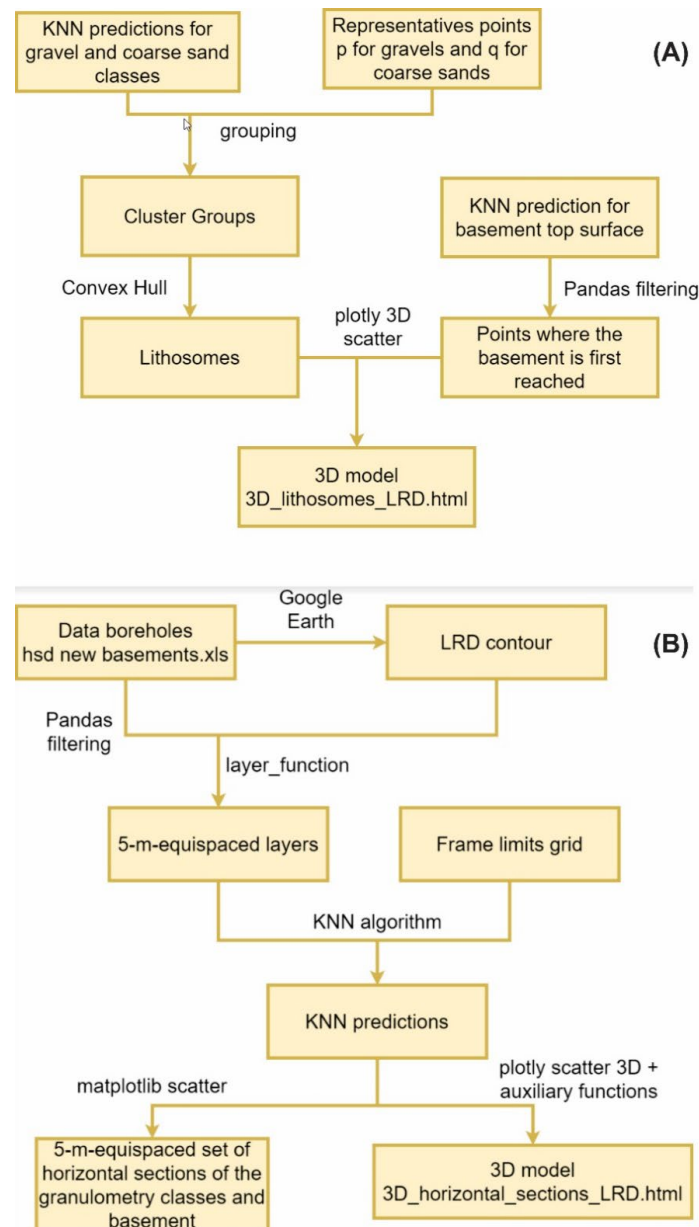 KNN predictions for
gravel and coarse sand
classes
Representatives points
p for gravels and q for
coarse sands
(A)
grouping
Cluster Groups
KNN prediction for
basement top surface
Convex Hull
Pandas filtering
plotly 3D
scatter
Lithosomes
Points where the
basement is first
reached
3D model
3D_lithosomes_LRD.html
Google
Earth
Data boreholes
hsd new basements.xls
LRD contour
(B)
Pandas
filtering
layer_function
5-m-equispaced layers
Frame limits grid
KNN algorithm
KNN predictions
matplotlib scatter
plotly scatter 3D +
auxiliary functions
5-m-equispaced set of
horizontal sections of the
granulometry classes and
basement
3D model
3D_horizontal_sections_LRD.html